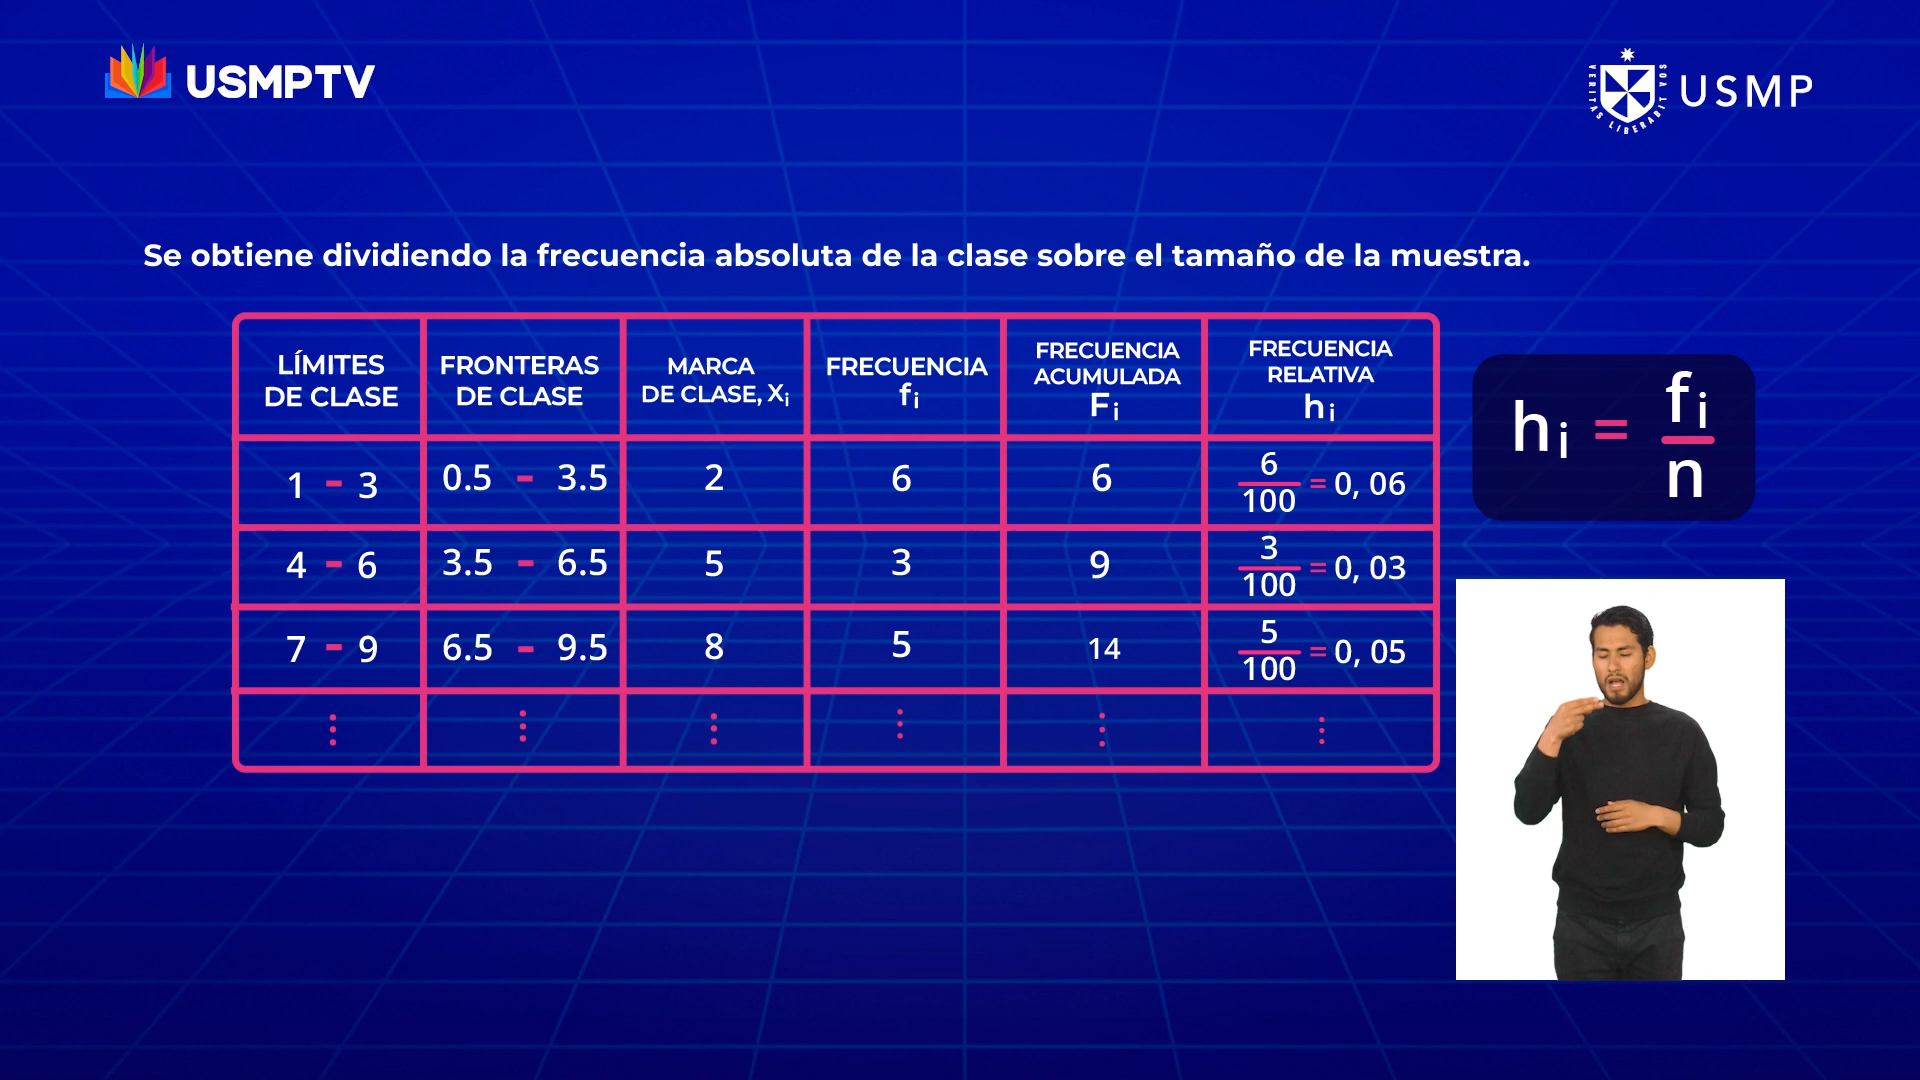 USMPTV
VERITAS LIBERABIT VOS
USMP
Se obtiene dividiendo la frecuencia absoluta de la clase sobre el tamaño de la muestra.
LÍMITES
DE CLASE
FRONTERAS
DE CLASE
MARCA
DE CLASE, Xi
FRECUENCIA
fi
FRECUENCIA
ACUMULADA
Fi
FRECUENCIA
RELATIVA
hi
hi = fi/n
1 - 3 0.5 - 3.5 2 6 6 6/100 = 0, 06
4 - 6 3.5 - 6.5 5 3 9 3/100 = 0, 03
7 - 9 6.5 - 9.5 8 5 14 5/100 = 0, 05
⋮ ⋮ ⋮ ⋮ ⋮ ⋮